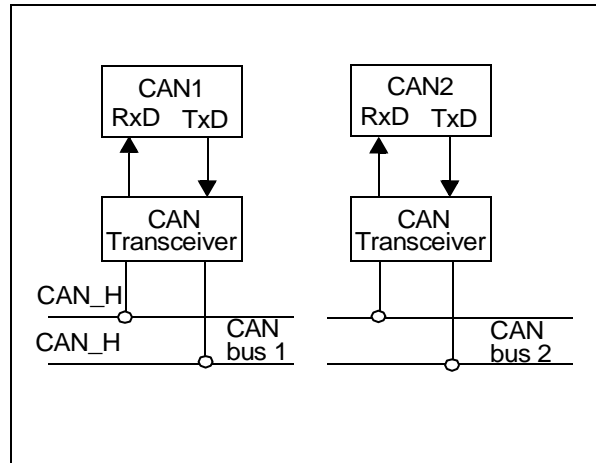 CAN1
RxD TxD
CAN
Transceiver
CAN_H
CAN_H
CAN
bus 1
CAN2
RxD TxD
CAN
Transceiver
CAN
bus 2